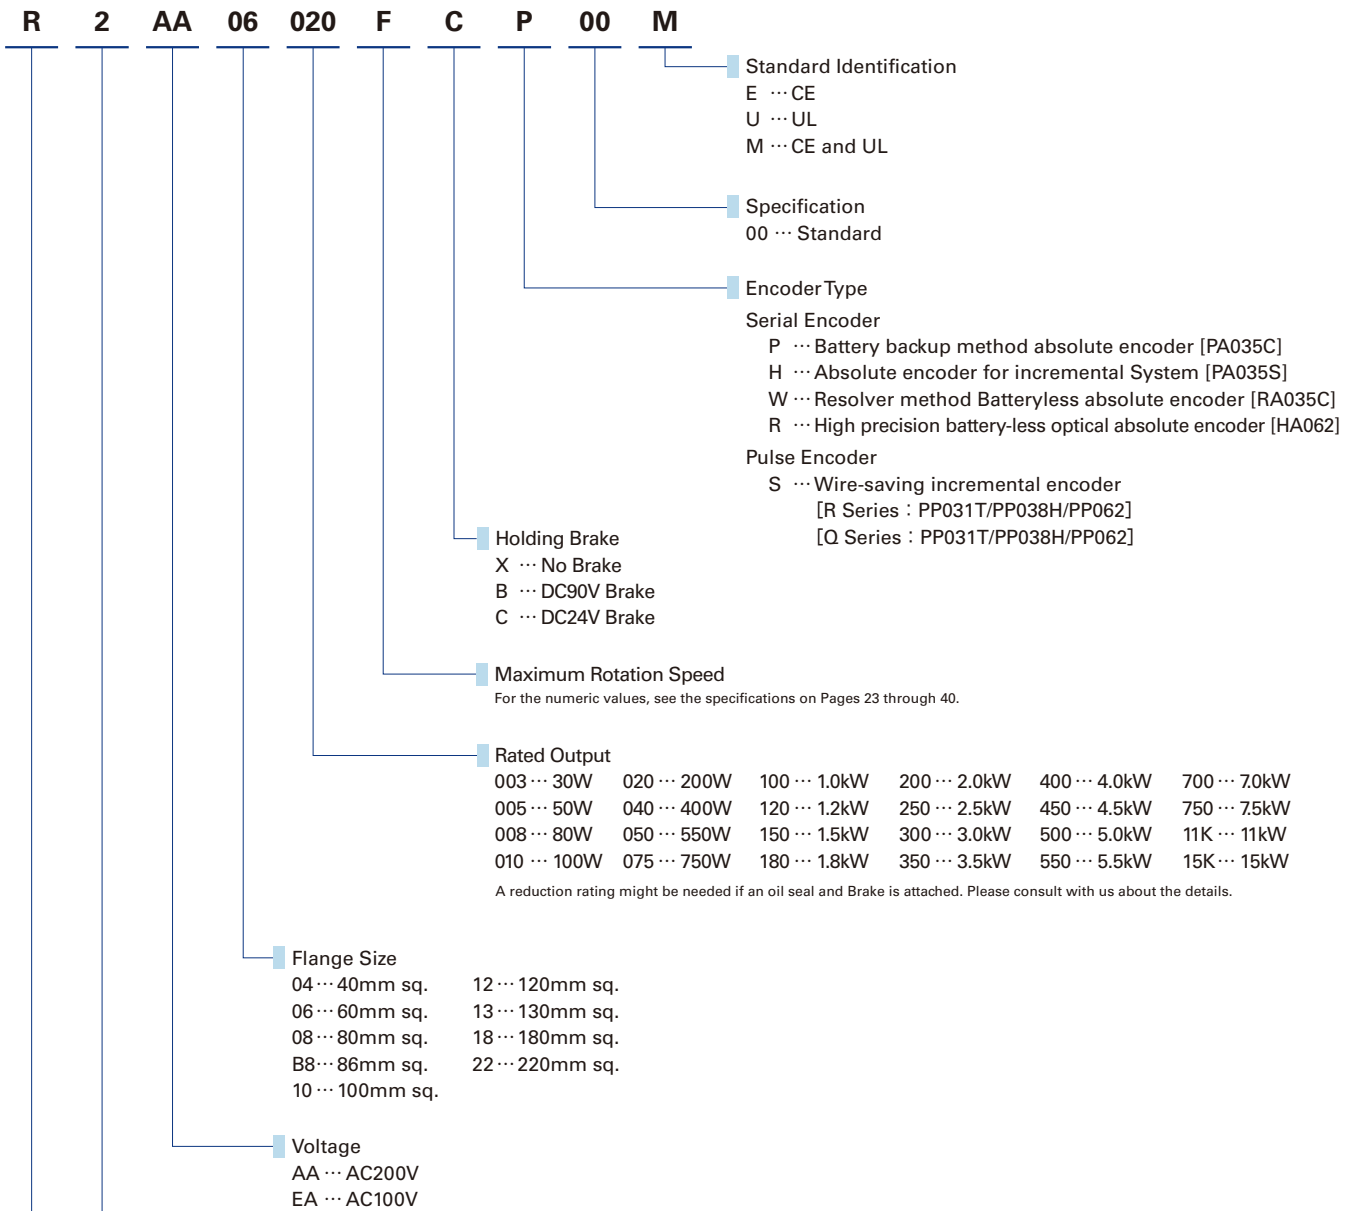 R 2 AA 06 020 F C P 00 M
Standard Identification
E ··· CE
U ··· UL
M ··· CE and UL
Specification
00 ··· Standard
Encoder Type
Serial Encoder
P ··· Battery backup method absolute encoder [PA035C]
H ··· Absolute encoder for incremental System [PA035S]
W ··· Resolver method Batteryless absolute encoder [RA035C]
R ··· High precision battery-less optical absolute encoder [HA062]
Pulse Encoder
S ··· Wire-saving incremental encoder
[R Series : PP031T/PP038H/PP062]
[Q Series : PP031T/PP038H/PP062]
Holding Brake
X ··· No Brake
B ··· DC90V Brake
C ··· DC24V Brake
Maximum Rotation Speed
For the numeric values, see the specifications on Pages 23 through 40.
Rated Output
003 ··· 30W 020 ··· 200W 100 ··· 1.0kW 200 ··· 2.0kW 400 ··· 4.0kW 700 ··· 7.0kW
005 ··· 50W 040 ··· 400W 120 ··· 1.2kW 250 ··· 2.5kW 450 ··· 4.5kW 750 ··· 7.5kW
008 ··· 80W 050 ··· 550W 150 ··· 1.5kW 300 ··· 3.0kW 500 ··· 5.0kW 11K ··· 11kW
010 ··· 100W 075 ··· 750W 180 ··· 1.8kW 350 ··· 3.5kW 550 ··· 5.5kW 15K ··· 15kW
A reduction rating might be needed if an oil seal and Brake is attached. Please consult with us about the details.
Flange Size
04 ··· 40mm sq. 12 ··· 120mm sq.
06 ··· 60mm sq. 13 ··· 130mm sq.
08 ··· 80mm sq. 18 ··· 180mm sq.
B8 ··· 86mm sq. 22 ··· 220mm sq.
10 ··· 100mm sq.
Voltage
AA ··· AC200V
EA ··· AC100V